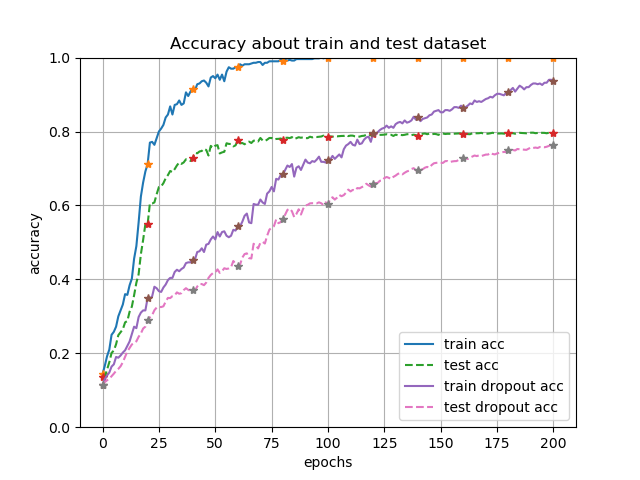 Accuracy about train and test dataset
1.0
0.8
0.6
0.4
0.2
0.0
accuracy
train acc
test acc
train dropout acc
test dropout acc
0 25 50 75 100 125 150 175 200
epochs